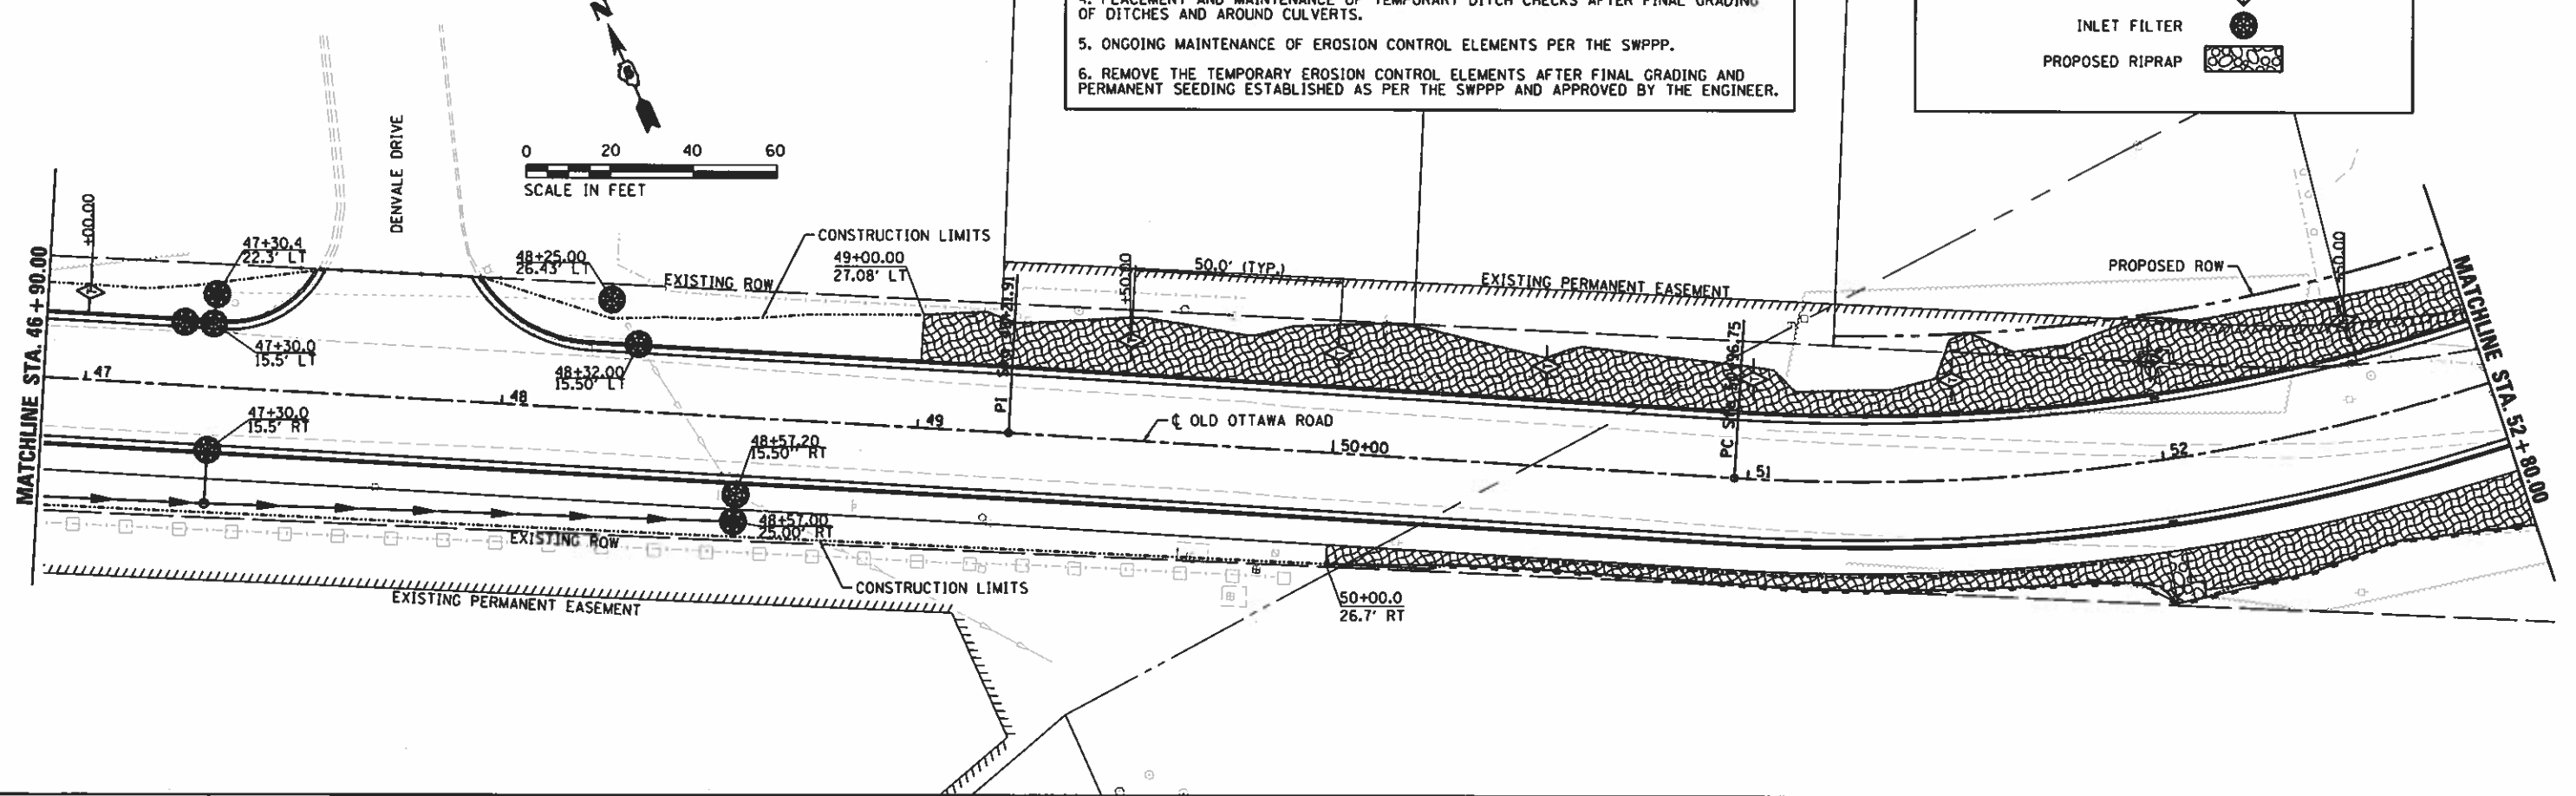 4. PLACEMENT AND MAINTENANCE OF TEMPORARY DITCH CHECKS AFTER FINAL GRADING
OF DITCHES AND AROUND CULVERTS.
5. ONGOING MAINTENANCE OF EROSION CONTROL ELEMENTS PER THE SWPPP.
6. REMOVE THE TEMPORARY EROSION CONTROL ELEMENTS AFTER FINAL GRADING AND
PERMANENT SEEDING ESTABLISHED AS PER THE SWPPP AND APPROVED BY THE ENGINEER.
INLET FILTER
PROPOSED RIPRAP
N
0 20 40 60
SCALE IN FEET
DENVALE DRIVE
MATCHLINE STA. 46+90.00
+00.00
47+30.4
22.3' LT
47+30.0
15.5' LT
48+25.00
26.43' LT
48+32.00
15.50' LT
EXISTING ROW
CONSTRUCTION LIMITS
49+00.00
27.08' LT
+50.00
50.0' (TYP.)
EXISTING PERMANENT EASEMENT
PROPOSED ROW
+50.00
MATCHLINE STA. 52+80.00
47
48
49
PI
℄ OLD OTTAWA ROAD
50+00
PC
51
52
47+30.0
15.5' RT
48+57.20
15.50' RT
48+57.00
25.00' RT
EXISTING ROW
CONSTRUCTION LIMITS
EXISTING PERMANENT EASEMENT
50+00.0
26.7' RT